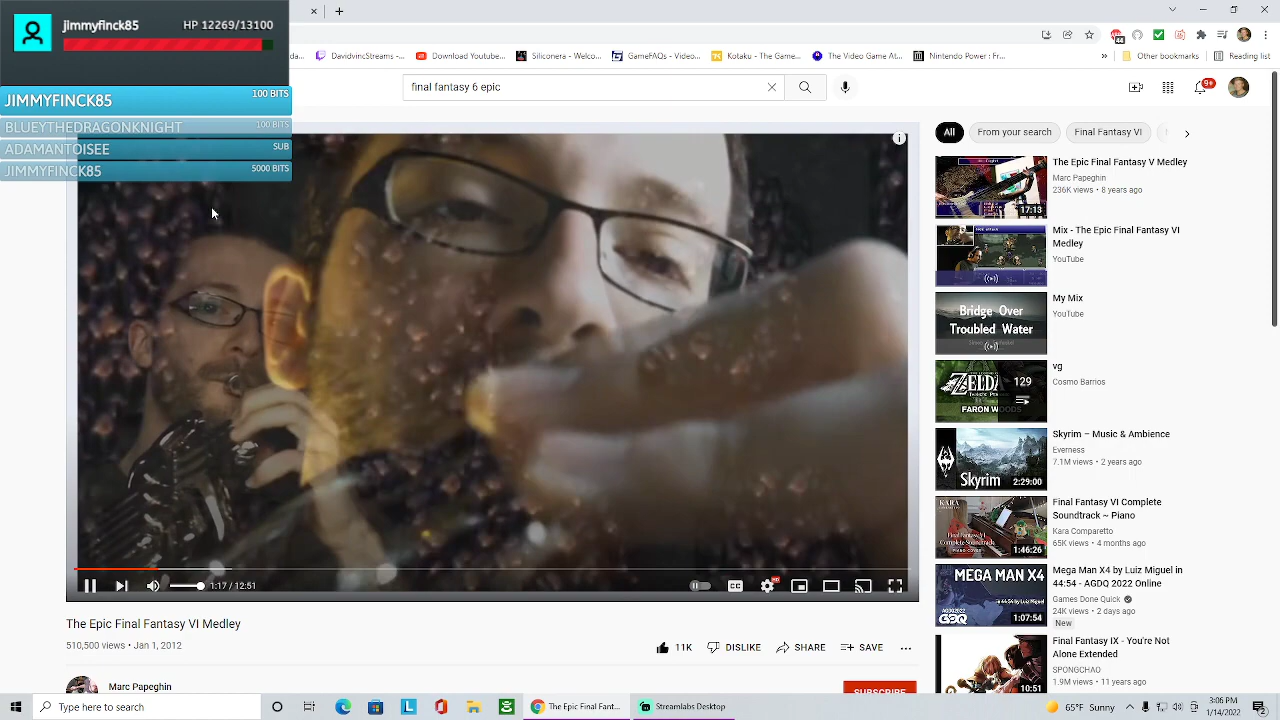 jimmyfinck85
HP 12269/13100
JIMMYFINCK85
100 BITS
BLUEYTHEDRAGONKNIGHT
100 BITS
ADAMANTOISEE
SUB
JIMMYFINCK85
5000 BITS
Download Youtube...
SiliconEra - Welco...
GameFAQs - Video...
Kotaku - The Gami...
The Video Game At...
Nintendo Power: 1...
Other bookmarks
Reading list
final fantasy 6 epic
9+
All
From your search
Final Fantasy VI
The Epic Final Fantasy VI Medley
Marc Papeghin
236K views • 8 years ago
17:13
Mix - The Epic Final Fantasy VI
Medley
YouTube
Bridge Over
Troubled Water
My Mix
YouTube
ZELDA
129
FARON WOODS
vg
Cosmo Barrios
Skyrim
2:29:00
Skyrim – Music & Ambience
Everness
7.1M views • 2 years ago
KARA
COMPARETTO
1:46:26
Final Fantasy VI Complete
Soundtrack ~ Piano
Kara Comparetto
65K views • 4 months ago
MEGA MAN X4
1:07:54
Mega Man X4 by Luiz Miguel in
44:54 - AGDQ 2022 Online
Games Done Quick
24K views • 2 days ago
New
10:51
Final Fantasy IX - You're Not
Alone Extended
SPONGCHAO
1.9M views • 11 years ago
1:17 / 12:51
CC
The Epic Final Fantasy VI Medley
510,500 views • Jan 1, 2012
11K
DISLIKE
SHARE
SAVE
Marc Papeghin
SUBSCRIBE
Type here to search
The Epic Final Fant...
Streamlabs Desktop
65°F Sunny
3:06 PM
1/14/2022